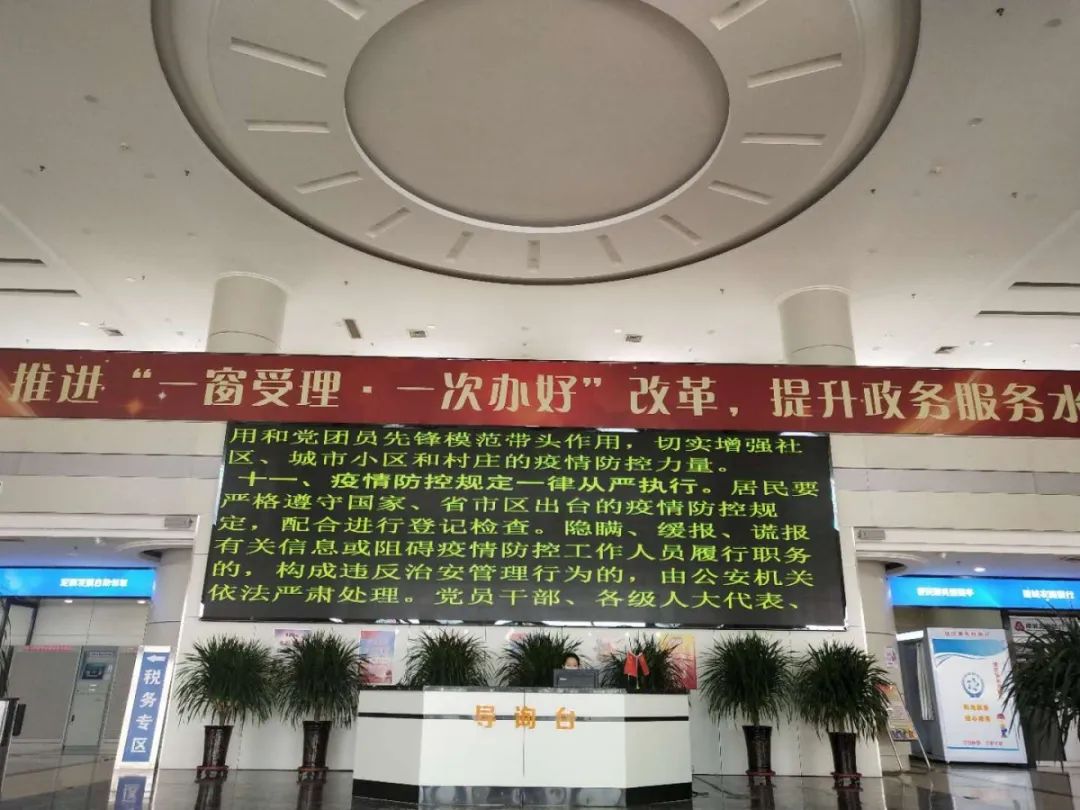 推进“一窗受理·一次办好”改革，提升政务服务水
用和党团员先锋模范带头作用，切实增强社
区、城市小区和村庄的疫情防控力量。
十一、疫情防控规定一律从严执行。居民要
严格遵守国家、省市区出台的疫情防控规
定，配合进行登记检查。隐瞒、缓报、谎报
有关信息或阻碍疫情防控工作人员履行职务
的，构成违反治安管理行为的，由公安机关
依法严肃处理。党员干部、各级人大代表、
税务专区
导询台